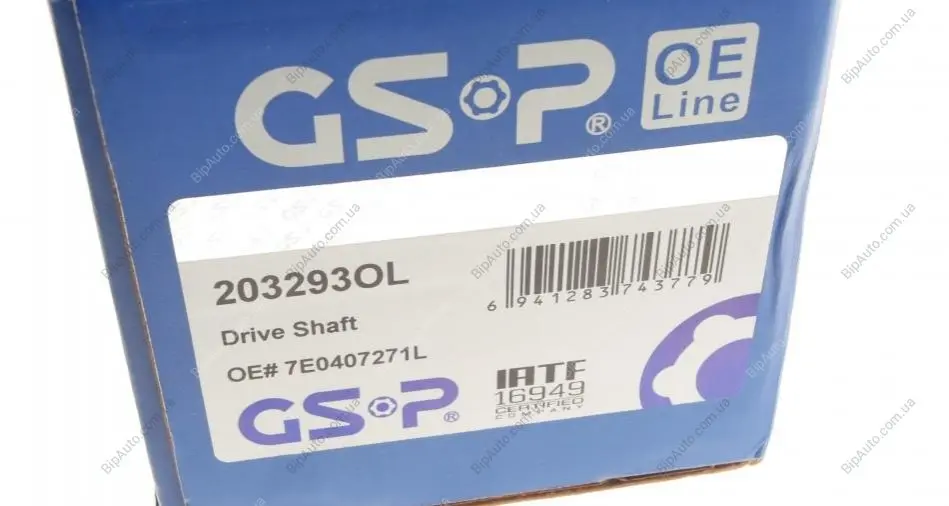 GSP®
OE
Line
203293OL
Drive Shaft
OE# 7E0407271L
6 941283 743779
GSP®
IATF
16949
CERTIFIED
COMPANY
BipAuto.com.ua